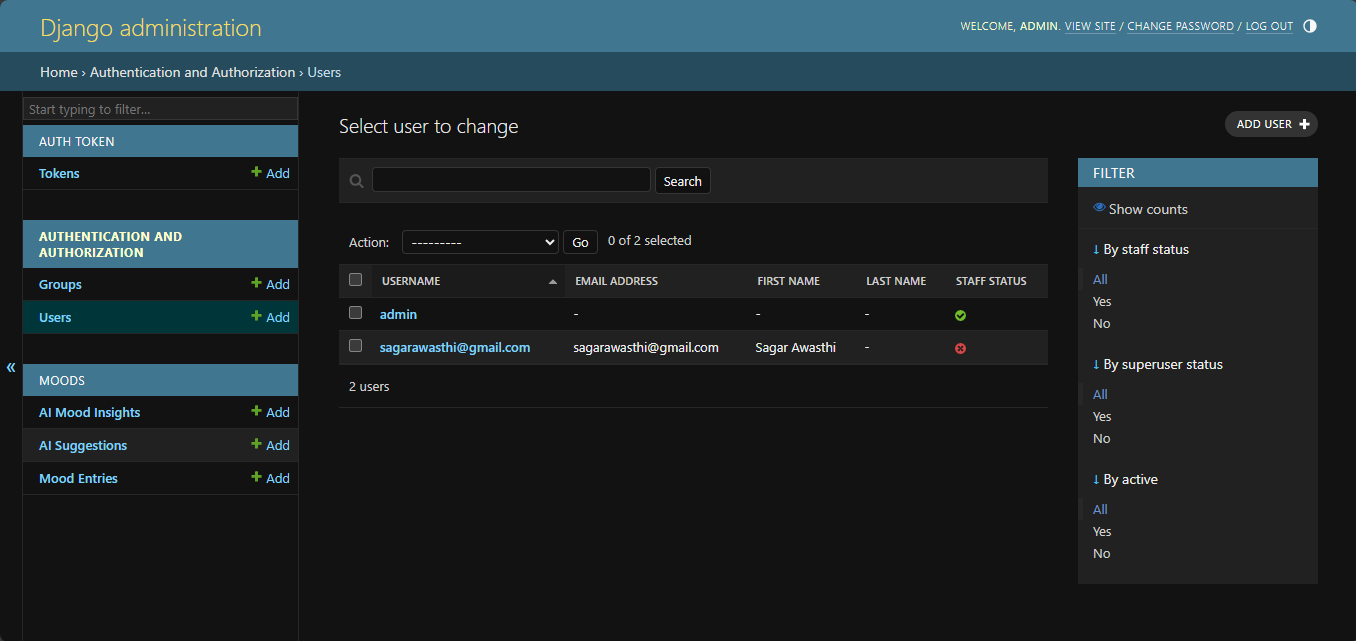 Django administration
WELCOME, ADMIN. VIEW SITE / CHANGE PASSWORD / LOG OUT
Home › Authentication and Authorization › Users
Start typing to filter...
AUTH TOKEN
Tokens Add
AUTHENTICATION AND
AUTHORIZATION
Groups Add
Users Add
«
MOODS
AI Mood Insights Add
AI Suggestions Add
Mood Entries Add
Select user to change
ADD USER
Search
Action: --------- Go 0 of 2 selected
USERNAME EMAIL ADDRESS FIRST NAME LAST NAME STAFF STATUS
admin - - -
sagarawasthi@gmail.com sagarawasthi@gmail.com Sagar Awasthi -
2 users
FILTER
Show counts
↓ By staff status
All
Yes
No
↓ By superuser status
All
Yes
No
↓ By active
All
Yes
No